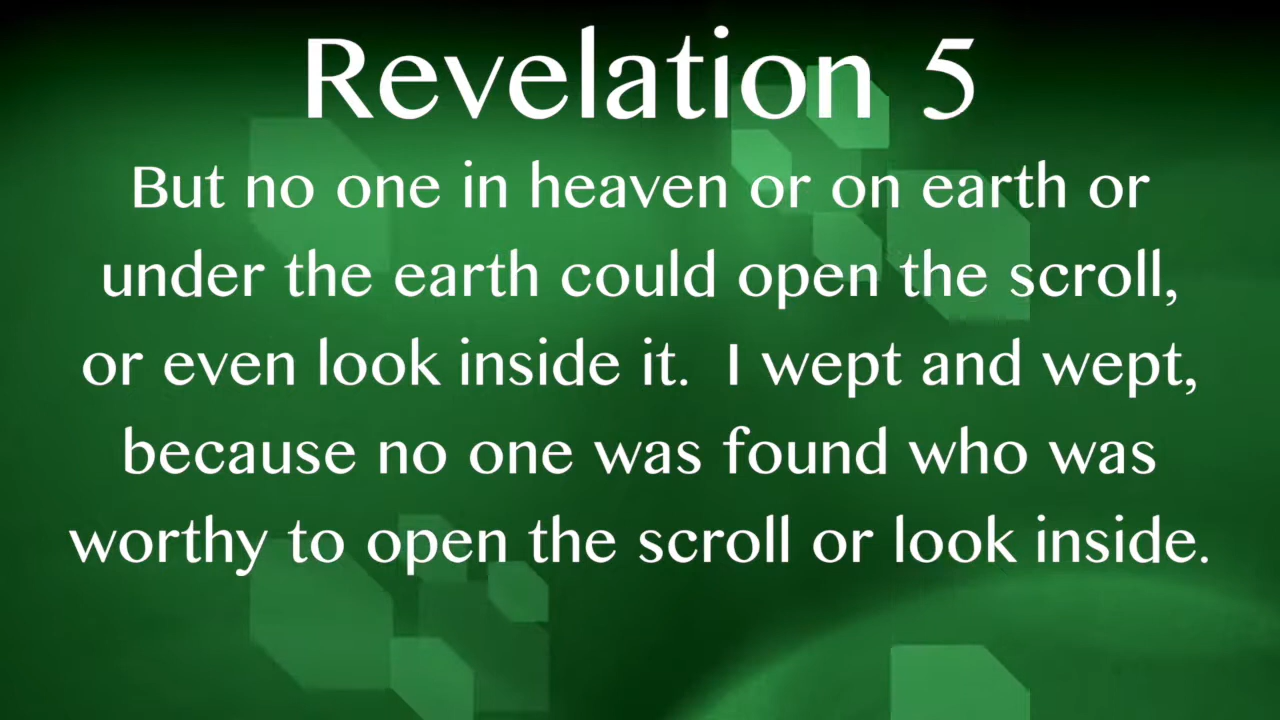 Revelation 5
But no one in heaven or on earth or
under the earth could open the scroll,
or even look inside it.  I wept and wept,
because no one was found who was
worthy to open the scroll or look inside.